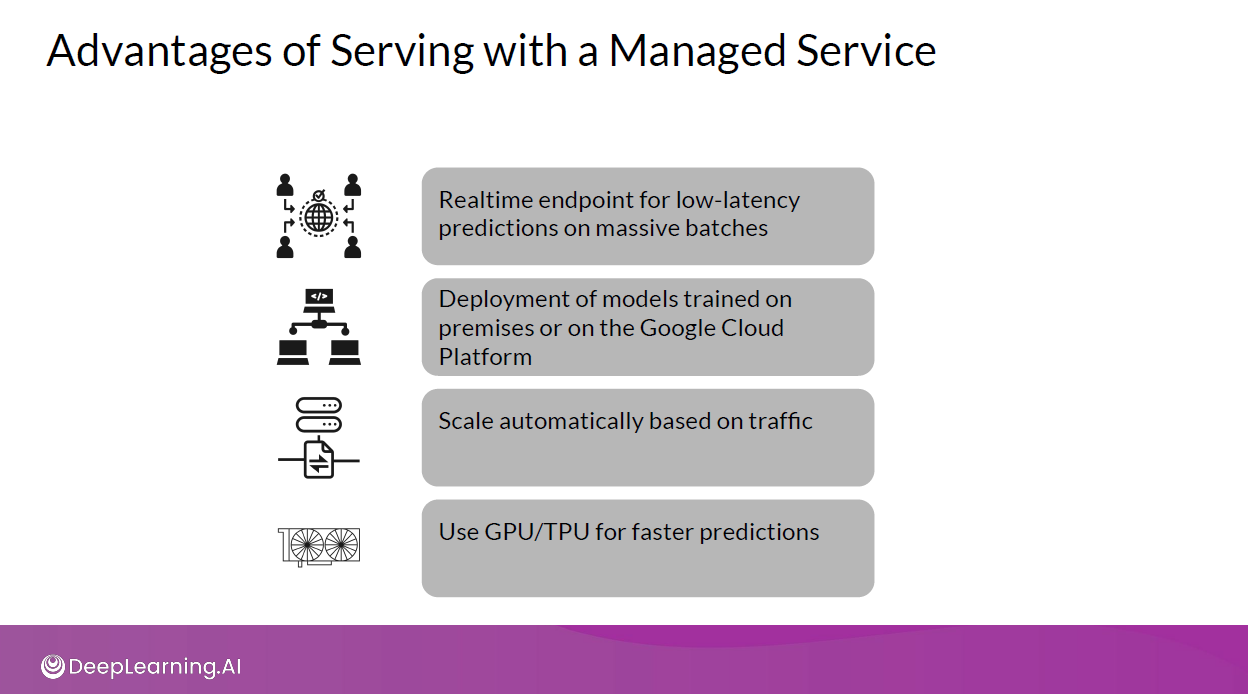 Advantages of Serving with a Managed Service
Realtime endpoint for low-latency
predictions on massive batches
Deployment of models trained on
premises or on the Google Cloud
Platform
Scale automatically based on traffic
Use GPU/TPU for faster predictions
DeepLearning.AI